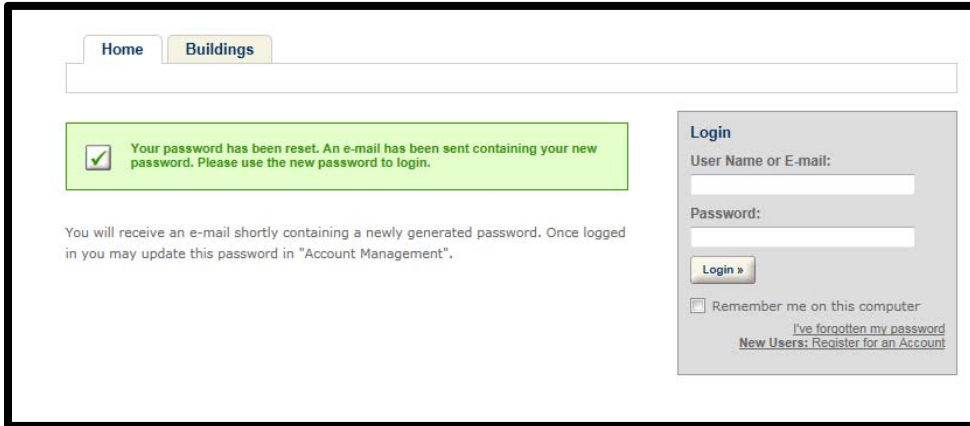 Home Buildings
Your password has been reset. An e-mail has been sent containing your new
password. Please use the new password to login.
You will receive an e-mail shortly containing a newly generated password. Once logged
in you may update this password in "Account Management".
Login
User Name or E-mail:
Password:
Login »
Remember me on this computer
I've forgotten my password
New Users: Register for an Account